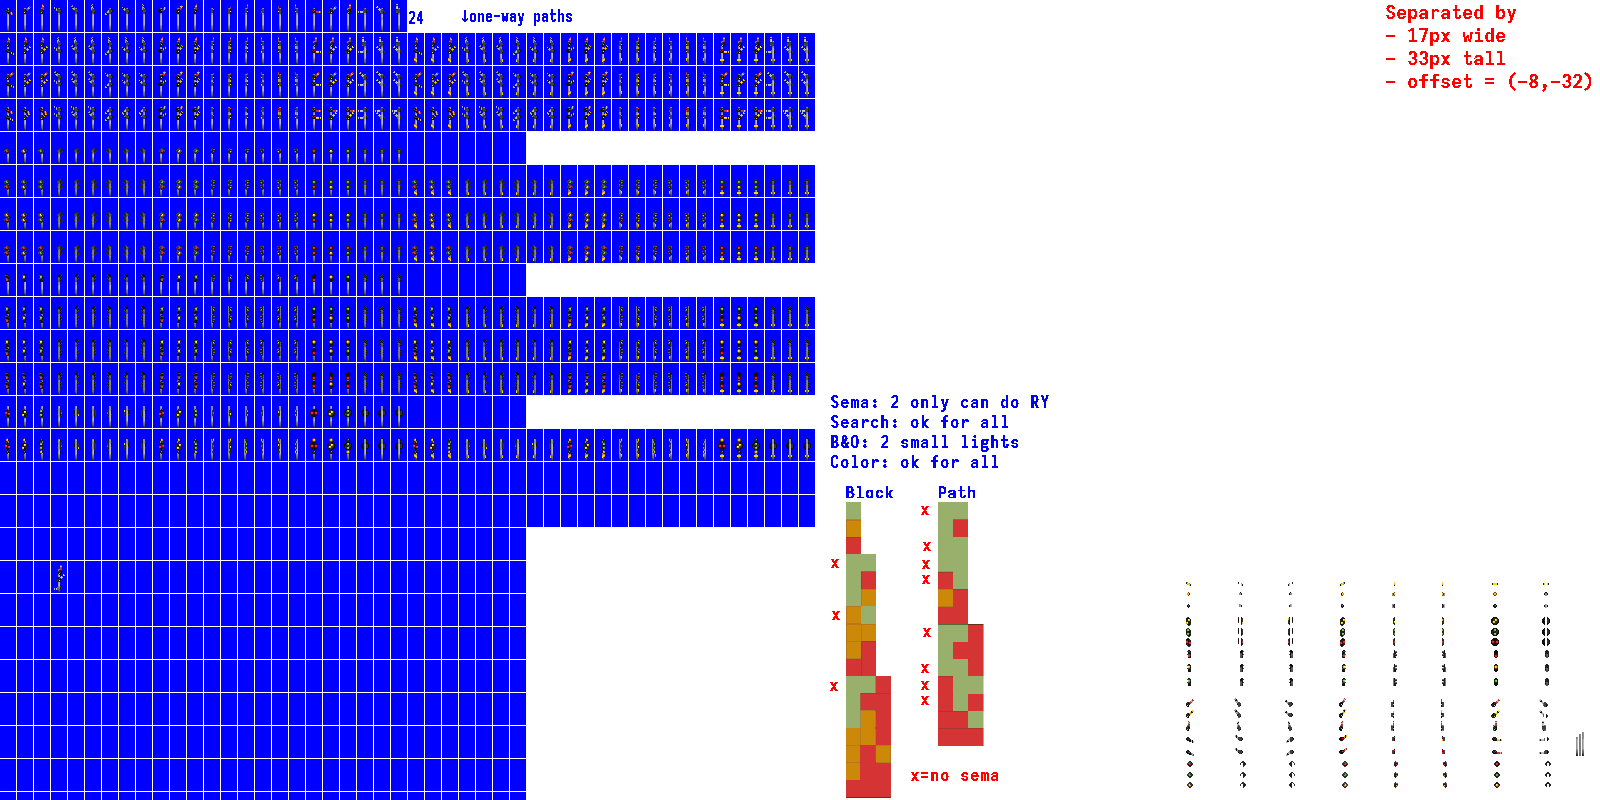 24 ↓one-way paths
Separated by
- 17px wide
- 33px tall
- offset = (-8,-32)
Sema: 2 only can do RY
Search: ok for all
B&O: 2 small lights
Color: ok for all
Block Path
x
x
x
x
x
x
x
x
x
x
x
x=no sema